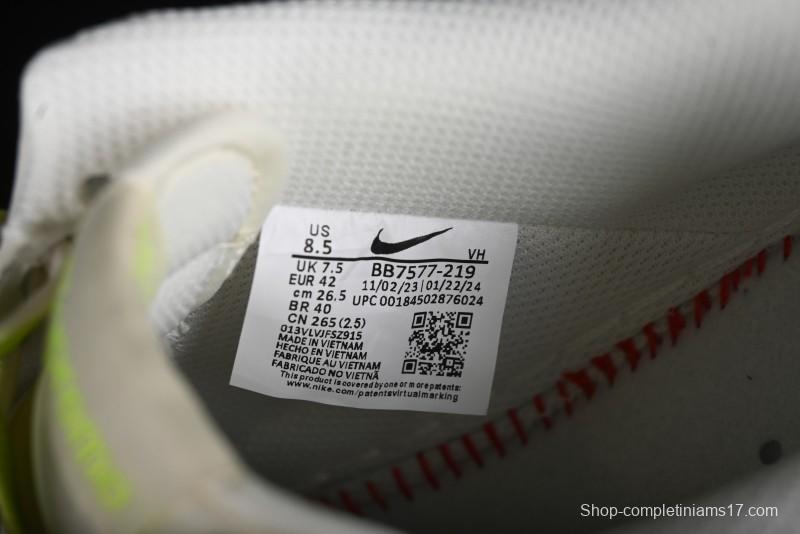 US
8.5
VH
UK 7.5
EUR 42
cm 26.5
BR 40
CN 265 (2.5)
BB7577-219
11/02/23|01/22/24
UPC 00184502876024
013VLVJFSZ915
MADE IN VIETNAM
HECHO EN VIETNAM
FABRIQUE AU VIETNAM
FABRICADO NO VIETNÃ
This product is covered by one or more patents:
www.nike.com/patentsvirtualmarking
Shop-completiniams17.com